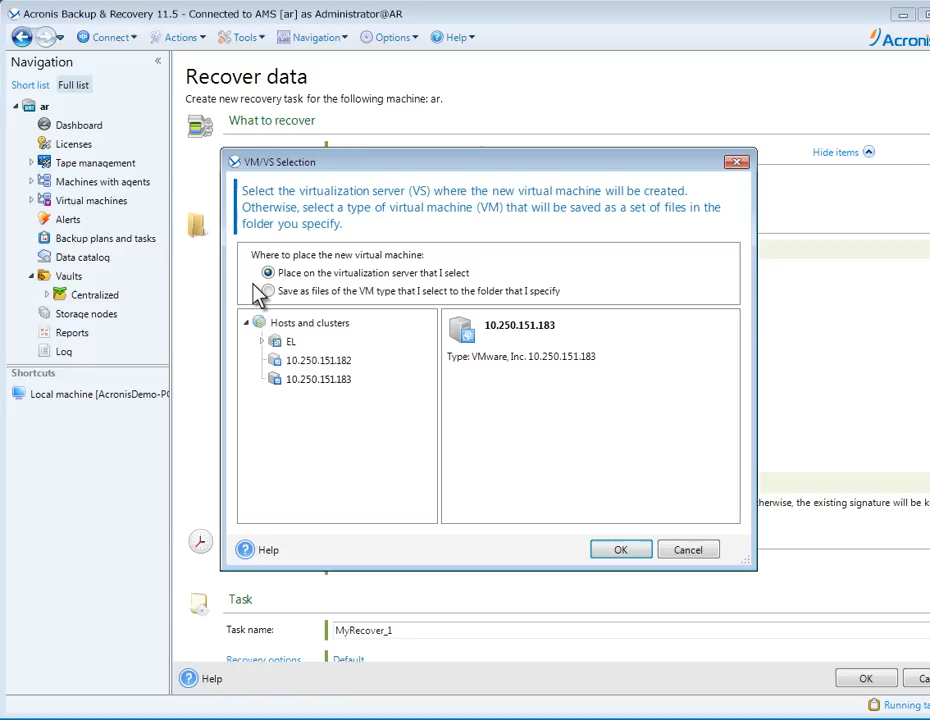 Acronis Backup & Recovery 11.5 - Connected to AMS [ar] as Administrator@AR
Connect Actions Tools Navigation Options Help
Acronis
Navigation
Short list Full list
ar
Dashboard
Licenses
Tape management
Machines with agents
Virtual machines
Alerts
Backup plans and tasks
Data catalog
Vaults
Centralized
Storage nodes
Reports
Log
Shortcuts
Local machine [AcronisDemo-PC
Recover data
Create new recovery task for the following machine: ar.
What to recover
Hide items
VM/VS Selection
Select the virtualization server (VS) where the new virtual machine will be created.
Otherwise, select a type of virtual machine (VM) that will be saved as a set of files in the
folder you specify.
Where to place the new virtual machine:
Place on the virtualization server that I select
Save as files of the VM type that I select to the folder that I specify
Hosts and clusters
EL
10.250.151.182
10.250.151.183
10.250.151.183
Type: VMware, Inc. 10.250.151.183
Help
OK Cancel
herwise, the existing signature will be k
Task
Task name: MyRecover_1
Recovery options Default
Help
OK Ca
Running ta